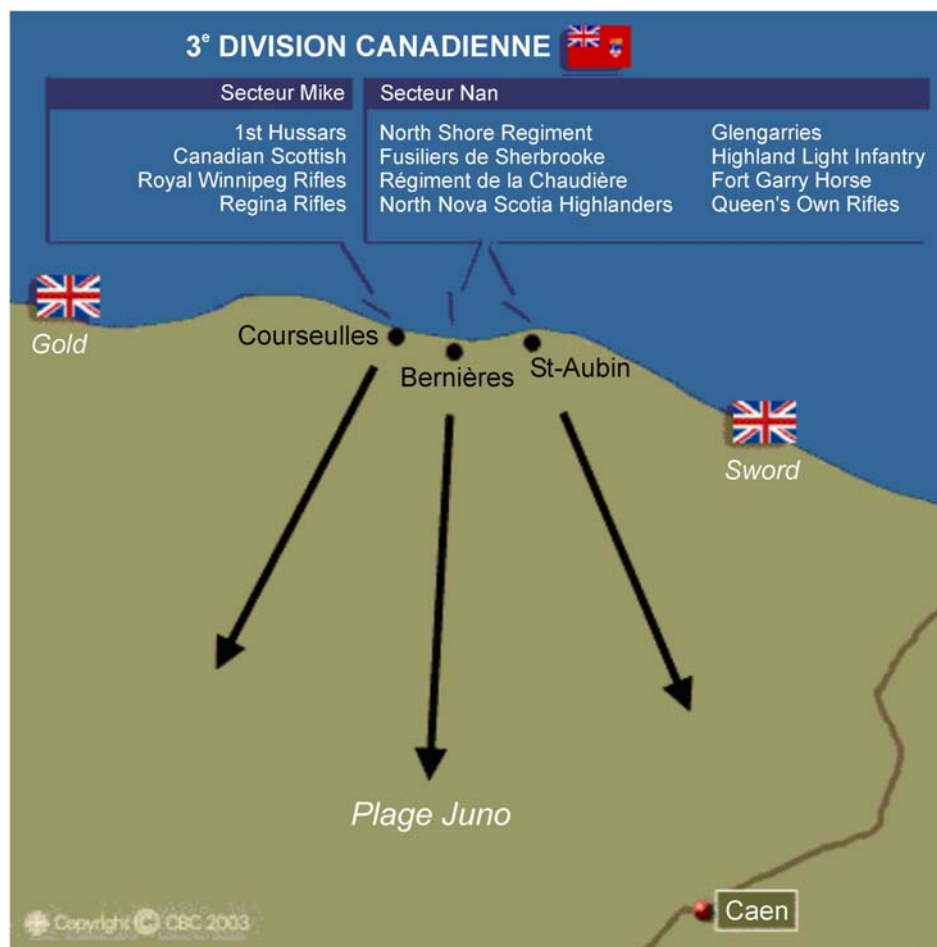 3e DIVISION CANADIENNE
Secteur Mike
1st Hussars
Canadian Scottish
Royal Winnipeg Rifles
Regina Rifles
Secteur Nan
North Shore Regiment
Fusiliers de Sherbrooke
Régiment de la Chaudière
North Nova Scotia Highlanders
Glengarries
Highland Light Infantry
Fort Garry Horse
Queen's Own Rifles
Gold
Courseulles
Bernières
St-Aubin
Sword
Plage Juno
Caen
Copyright © CBC 2003